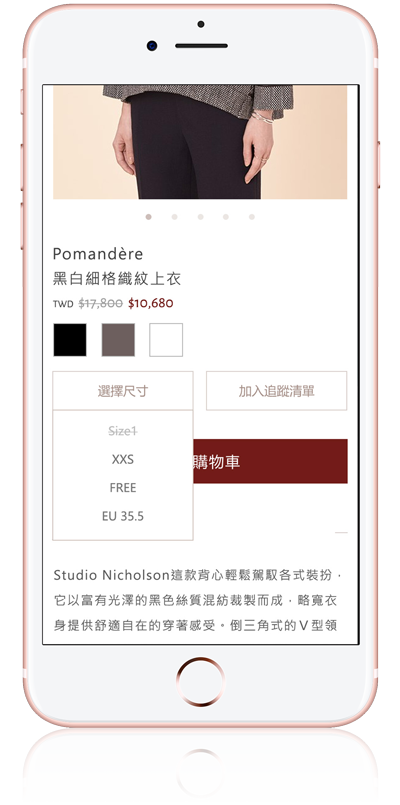 Pomandère
黑白細格織紋上衣
TWD $17,800 $10,680
選擇尺寸
加入追蹤清單
Size1
XXS
FREE
EU 35.5
購物車
Studio Nicholson這款背心輕鬆駕馭各式裝扮，
它以富有光澤的黑色絲質混紡裁製而成，略寬衣
身提供舒適自在的穿著感受。倒三角式的V型領